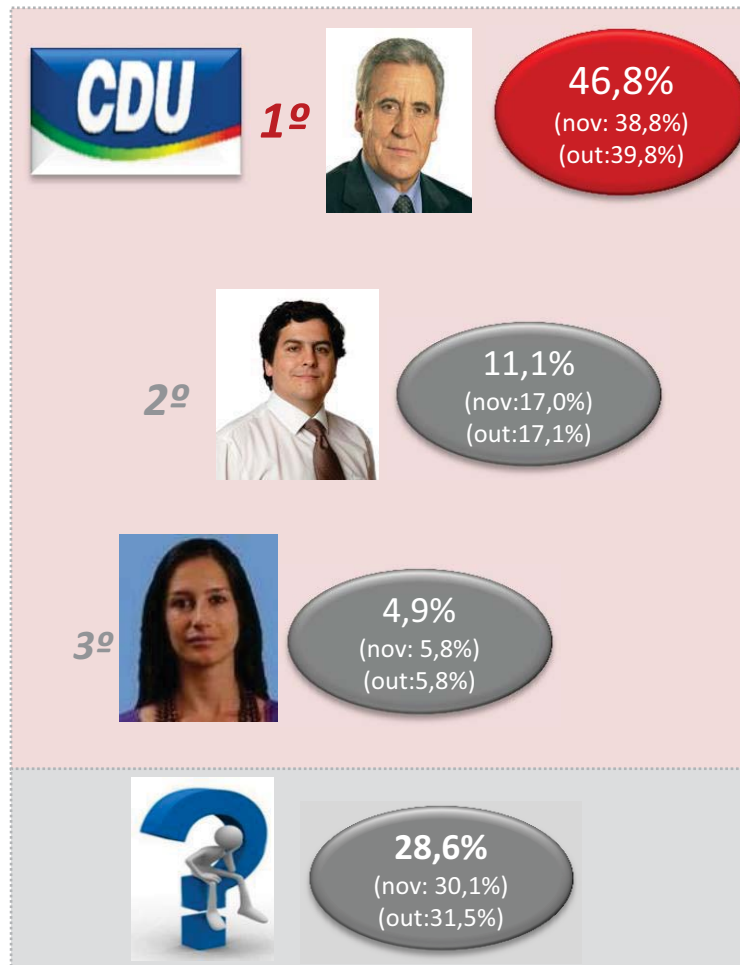 CDU
1º
46,8%
(nov: 38,8%)
(out:39,8%)
2º
11,1%
(nov:17,0%)
(out:17,1%)
3º
4,9%
(nov: 5,8%)
(out:5,8%)
28,6%
(nov: 30,1%)
(out:31,5%)